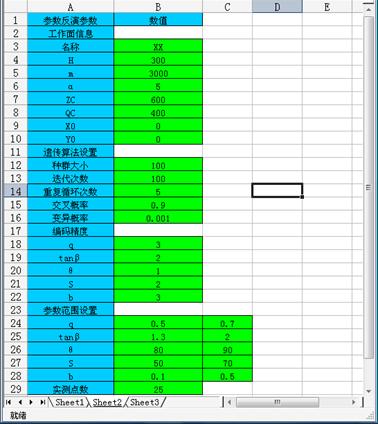 A B C D E
1 参数反演参数 数值
2 工作面信息
3 名称 XX
4 H 300
5 m 3000
6 α 5
7 ZC 600
8 QC 400
9 X0 0
10 Y0 0
11 遗传算法设置
12 种群大小 100
13 迭代次数 100
14 重复循环次数 5
15 交叉概率 0.9
16 变异概率 0.001
17 编码精度
18 q 3
19 tanβ 2
20 θ 1
21 S 2
22 b 3
23 参数范围设置
24 q 0.5 0.7
25 tanβ 1.3 2
26 θ 80 90
27 S 50 70
28 b 0.1 0.5
29 实测点数 25
Sheet1 Sheet2 Sheet3
就绪